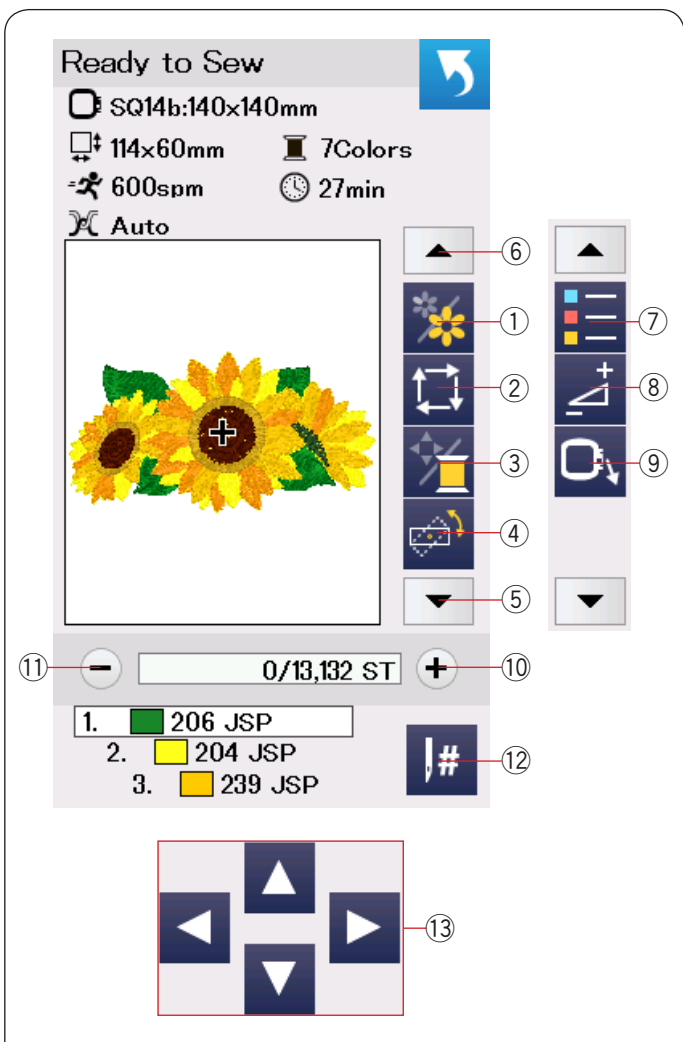 Ready to Sew
SQ14b:140x140mm
114x60mm 7Colors
600spm 27min
Auto
⑥
① ⑦
② ⑧
③ ⑨
④
⑤
⑪ − 0/13,132 ST + ⑩
1. 206 JSP
2. 204 JSP
3. 239 JSP
# ⑫
⑬